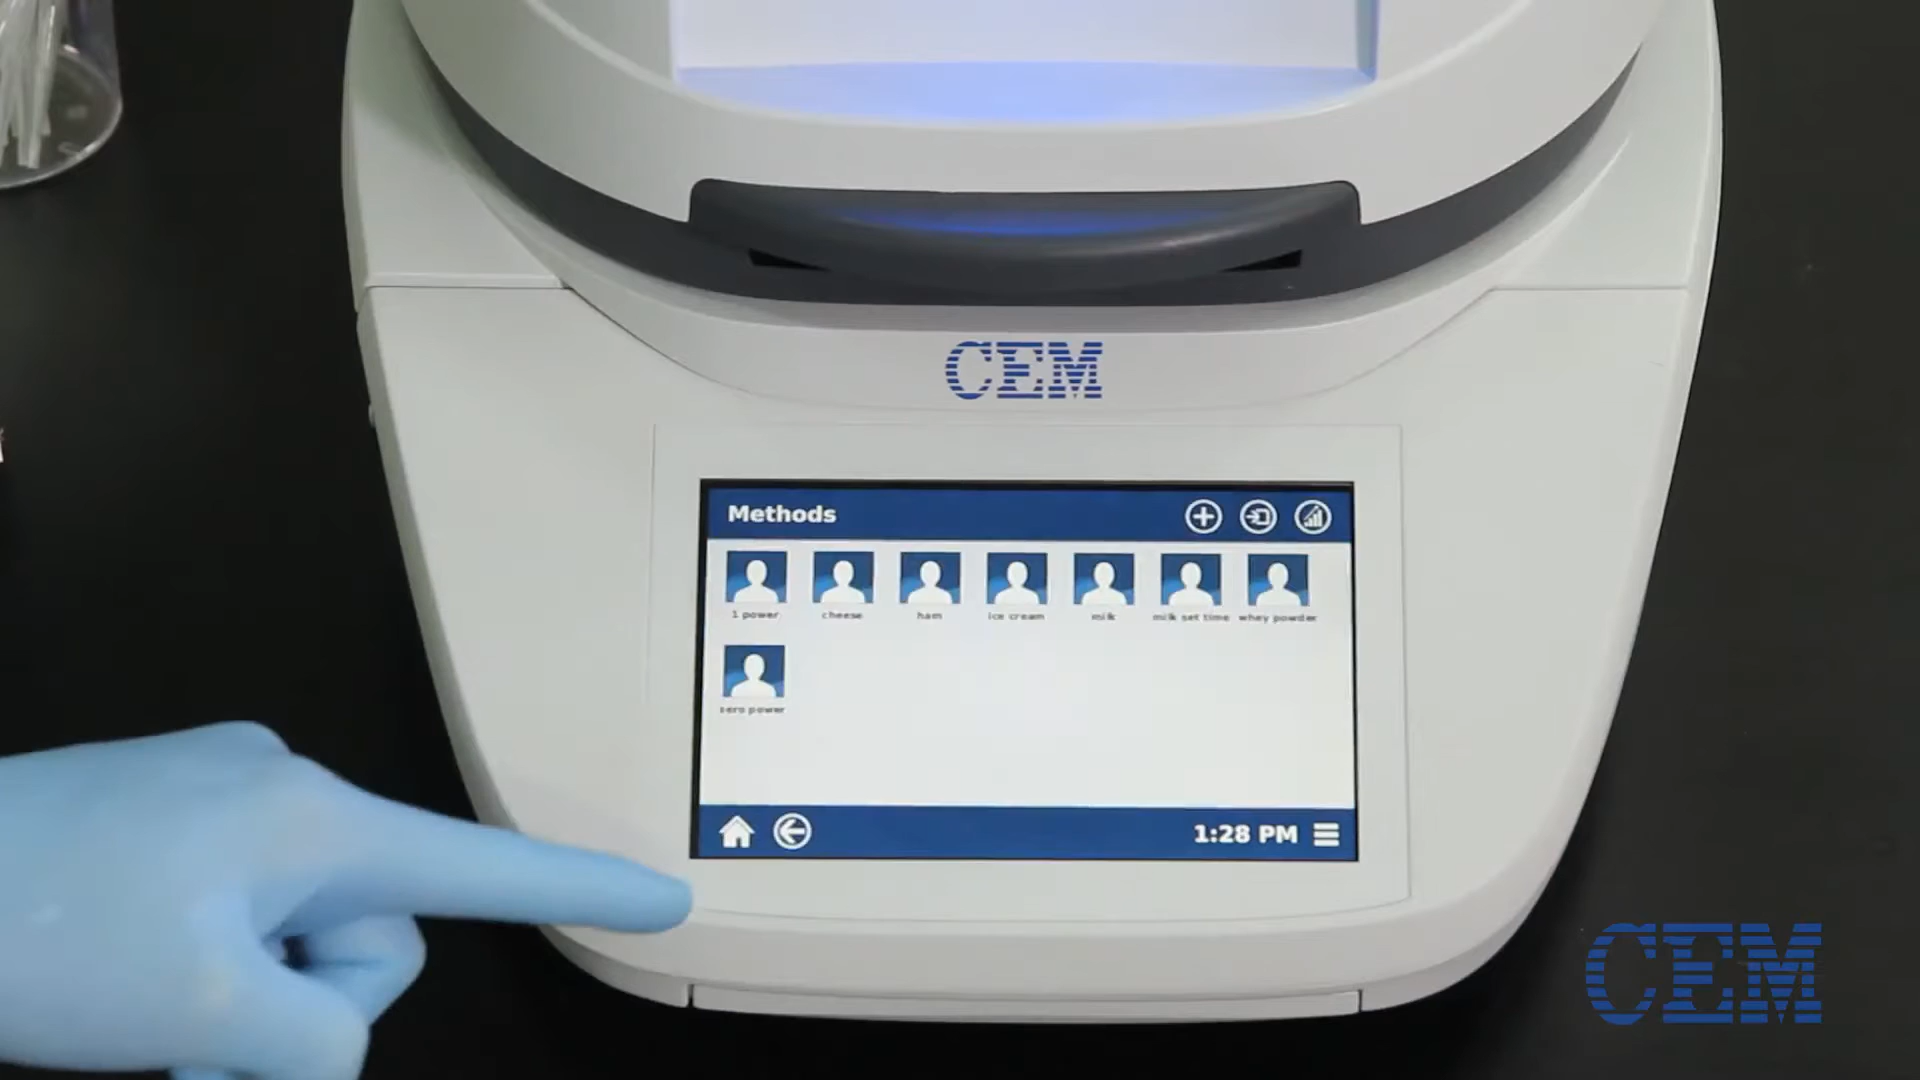 CEM
Methods
1 power
cheese
ham
ice cream
milk
milk set time
whey powder
zero power
1:28 PM
CEM